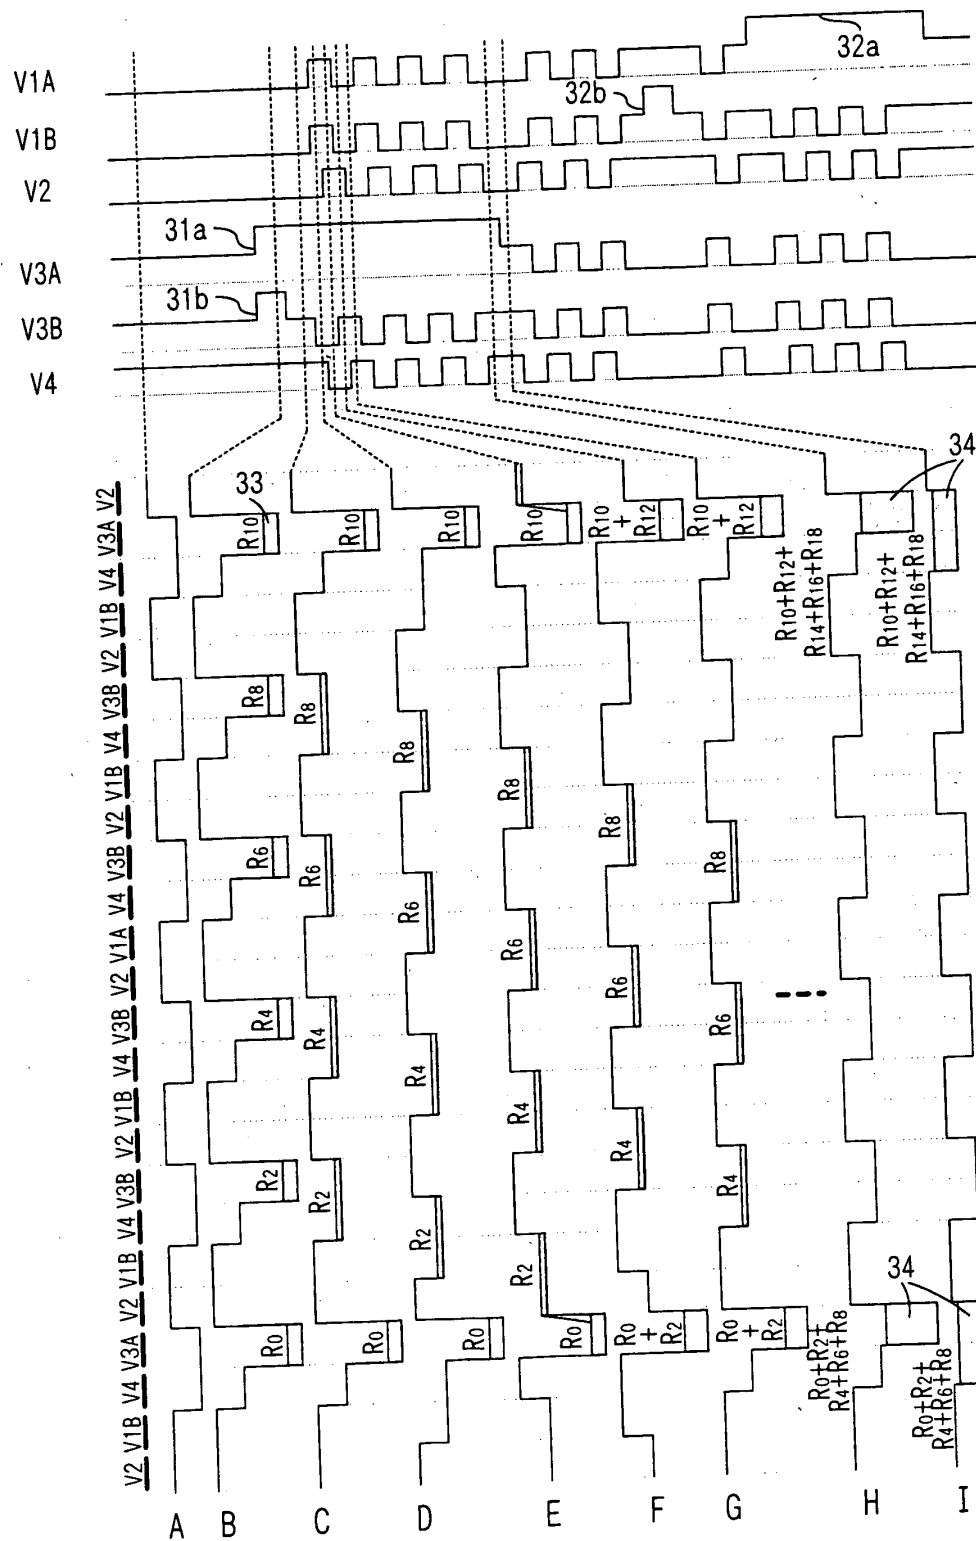 V1A
32a
32b
V1B
V2
31a
V3A
31b
V3B
V4
V2 V1B V4 V3A V2 V1B V4 V3B V2 V1B V4 V3B V2 V1A V4 V3B V2 V1B V4 V3B V2 V1B V4 V3A V2
A
B
R0 R2 R4 R6 R8 R10
33
C
R0 R2 R4 R6 R8 R10
D
R0 R2 R4 R6 R8 R10
E
R0 R2 R4 R6 R8 R10
F
R0
+
R2
R4 R6 R8
R10
+
R12
G
R0
+
R2
R4 R6 R8
R10
+
R12
H
R0+R2+
R4+R6+R8
R10+R12+
R14+R16+R18
34
34
I
R0+R2+
R4+R6+R8
R10+R12+
R14+R16+R18